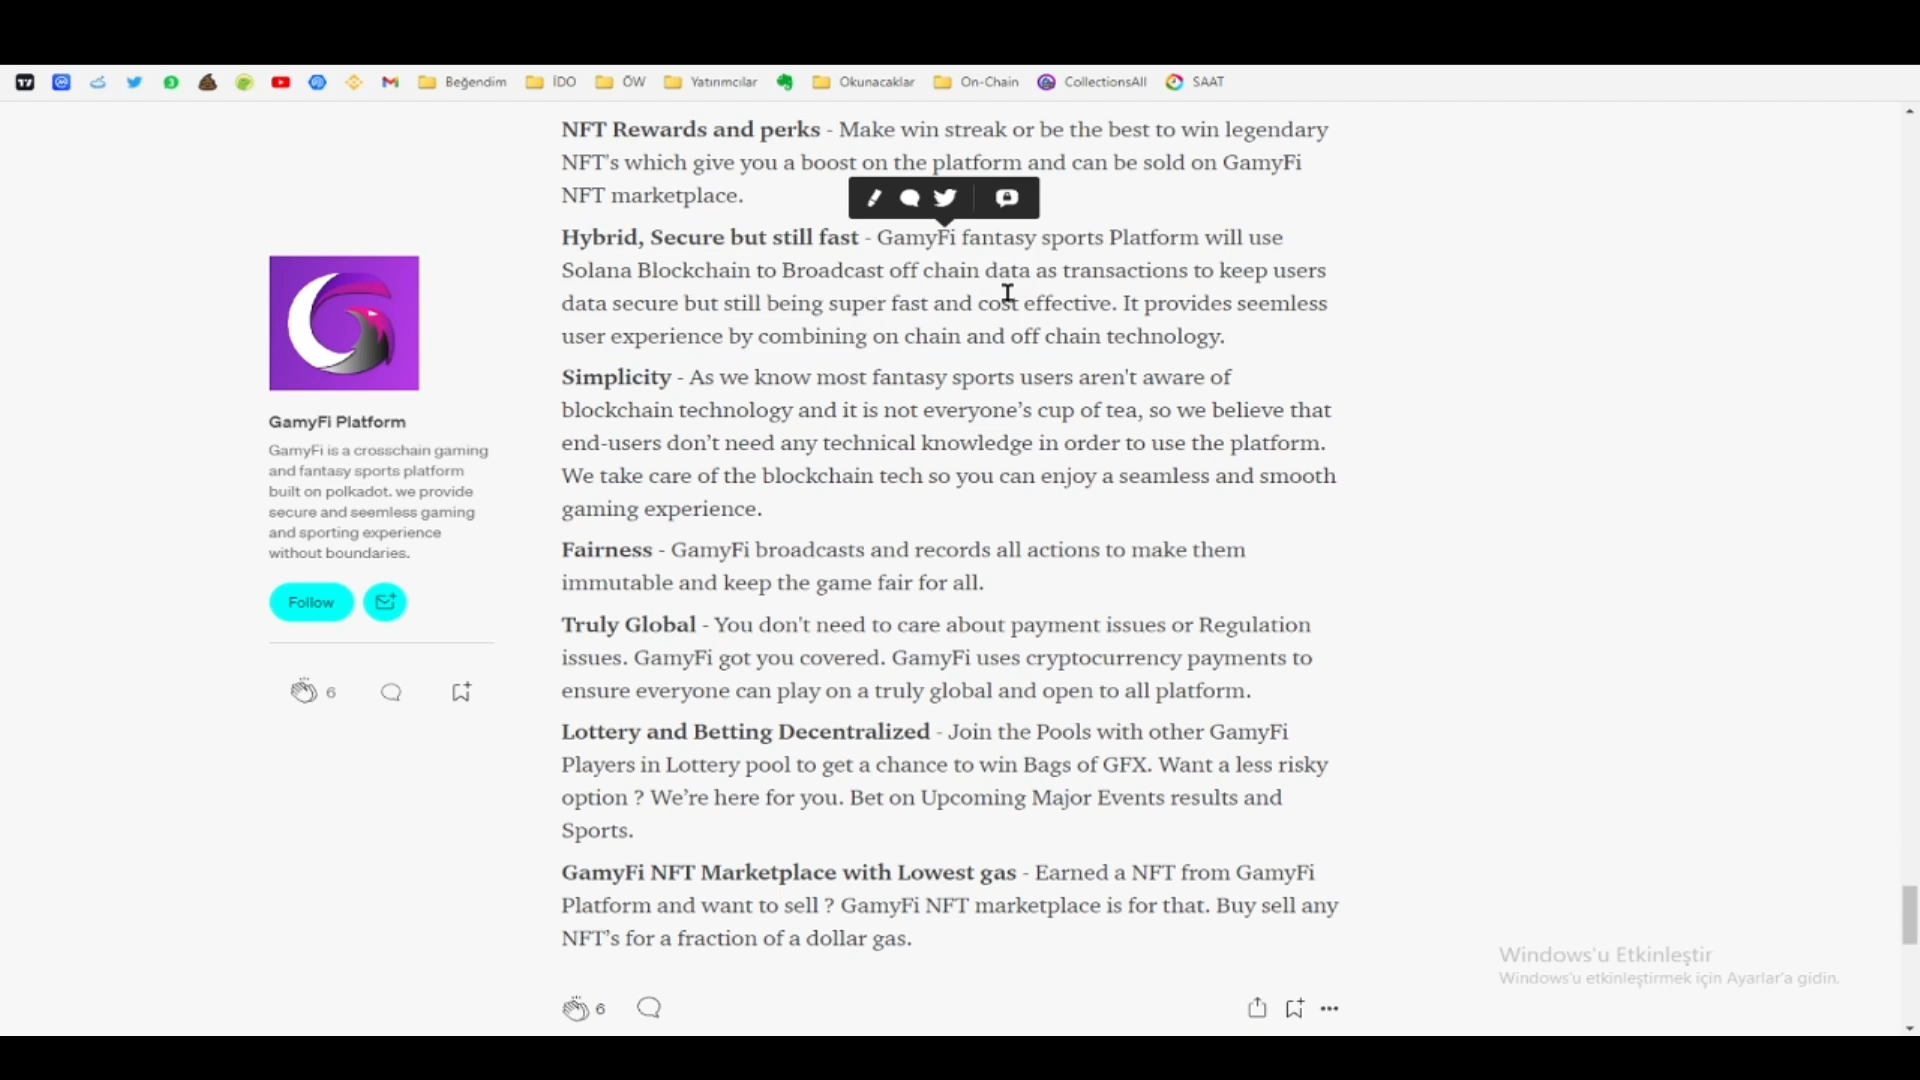 Beğendim İDO ÖW Yatırımcılar Okunacaklar On-Chain CollectionsAll SAAT
NFT Rewards and perks - Make win streak or be the best to win legendary
NFT's which give you a boost on the platform and can be sold on GamyFi
NFT marketplace.
Hybrid, Secure but still fast - GamyFi fantasy sports Platform will use
Solana Blockchain to Broadcast off chain data as transactions to keep users
data secure but still being super fast and cost effective. It provides seemless
user experience by combining on chain and off chain technology.
Simplicity - As we know most fantasy sports users aren't aware of
blockchain technology and it is not everyone’s cup of tea, so we believe that
end-users don’t need any technical knowledge in order to use the platform.
We take care of the blockchain tech so you can enjoy a seamless and smooth
gaming experience.
Fairness - GamyFi broadcasts and records all actions to make them
immutable and keep the game fair for all.
Truly Global - You don't need to care about payment issues or Regulation
issues. GamyFi got you covered. GamyFi uses cryptocurrency payments to
ensure everyone can play on a truly global and open to all platform.
Lottery and Betting Decentralized - Join the Pools with other GamyFi
Players in Lottery pool to get a chance to win Bags of GFX. Want a less risky
option ? We’re here for you. Bet on Upcoming Major Events results and
Sports.
GamyFi NFT Marketplace with Lowest gas - Earned a NFT from GamyFi
Platform and want to sell ? GamyFi NFT marketplace is for that. Buy sell any
NFT’s for a fraction of a dollar gas.
6
GamyFi Platform
GamyFi is a crosschain gaming
and fantasy sports platform
built on polkadot. we provide
secure and seemless gaming
and sporting experience
without boundaries.
Follow
6
Windows'u Etkinleştir
Windows'u etkinleştirmek için Ayarlar'a gidin.